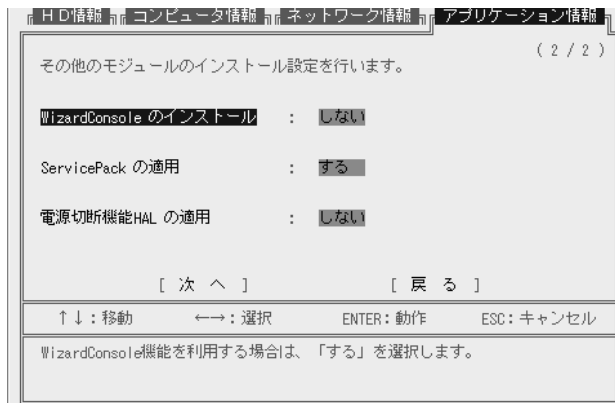 HD情報 コンピュータ情報 ネットワーク情報 アプリケーション情報
(2/2)
その他のモジュールのインストール設定を行います。
WizardConsole のインストール : しない
ServicePack の適用 : する
電源切断機能HAL の適用 : しない
[ 次 へ ] [ 戻 る ]
↑↓:移動 ←→:選択 ENTER:動作 ESC:キャンセル
WizardConsole機能を利用する場合は、「する」を選択します。